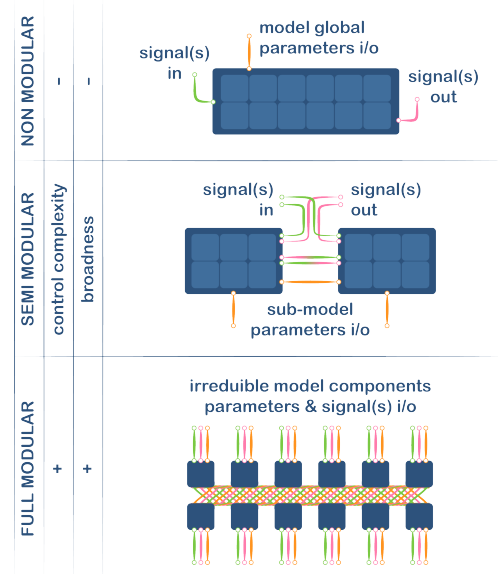 NON MODULAR
-
-
signal(s)
in
model global
parameters i/o
signal(s)
out
SEMI MODULAR
control complexity
broadness
signal(s)
in
signal(s)
out
sub-model
parameters i/o
FULL MODULAR
+
+
irreduible model components
parameters & signal(s) i/o